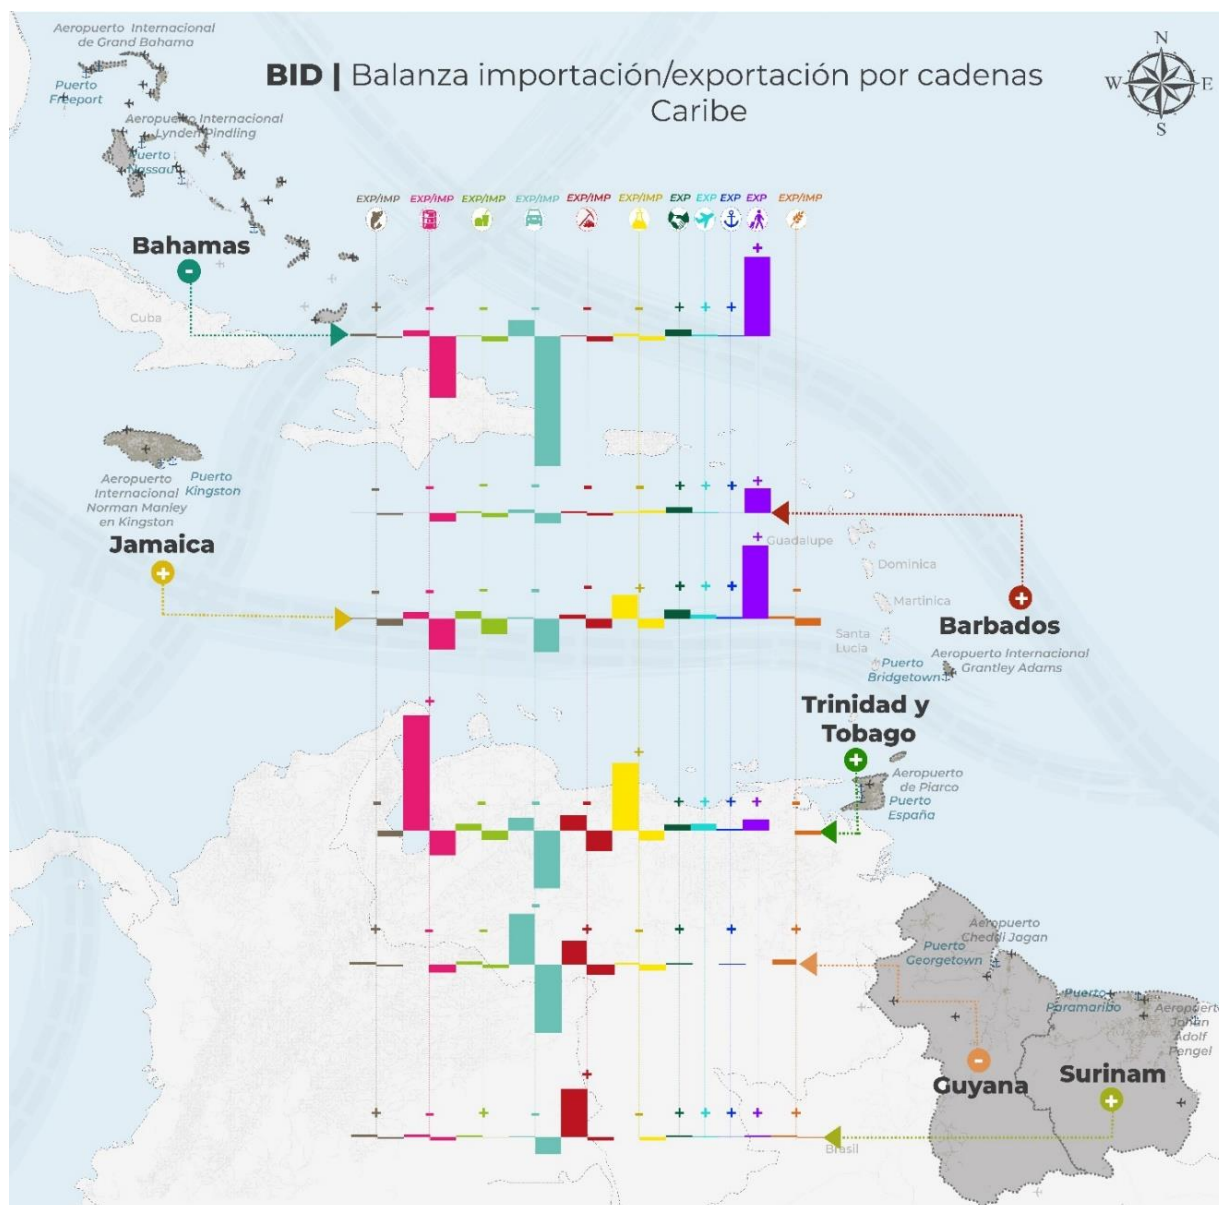 Aeropuerto Internacional
de Grand Bahama
BID | Balanza importación/exportación por cadenas
Caribe
N
W
E
S
Puerto
Freeport
Aeropuerto Internacional
Lynden Pindling
Puerto
Nassau
EXP/IMP EXP/IMP EXP/IMP EXP/IMP EXP/IMP EXP/IMP EXP EXP EXP EXP EXP/IMP
Bahamas
Cuba
Puerto
Kingston
Aeropuerto
Internacional
Norman Manley
en Kingston
Jamaica
Guadalupe
Dominica
Martinica
Santa
Lucia
Barbados
Aeropuerto Internacional
Grantley Adams
Puerto
Bridgetown
Trinidad y
Tobago
Aeropuerto
de Piarco
Puerto
España
Aeropuerto
Cheddi Jagan
Puerto
Georgetown
Puerto
Paramaribo
Aeropuerto
Johan
Adolf
Pengel
Guyana
Surinam
Brasil